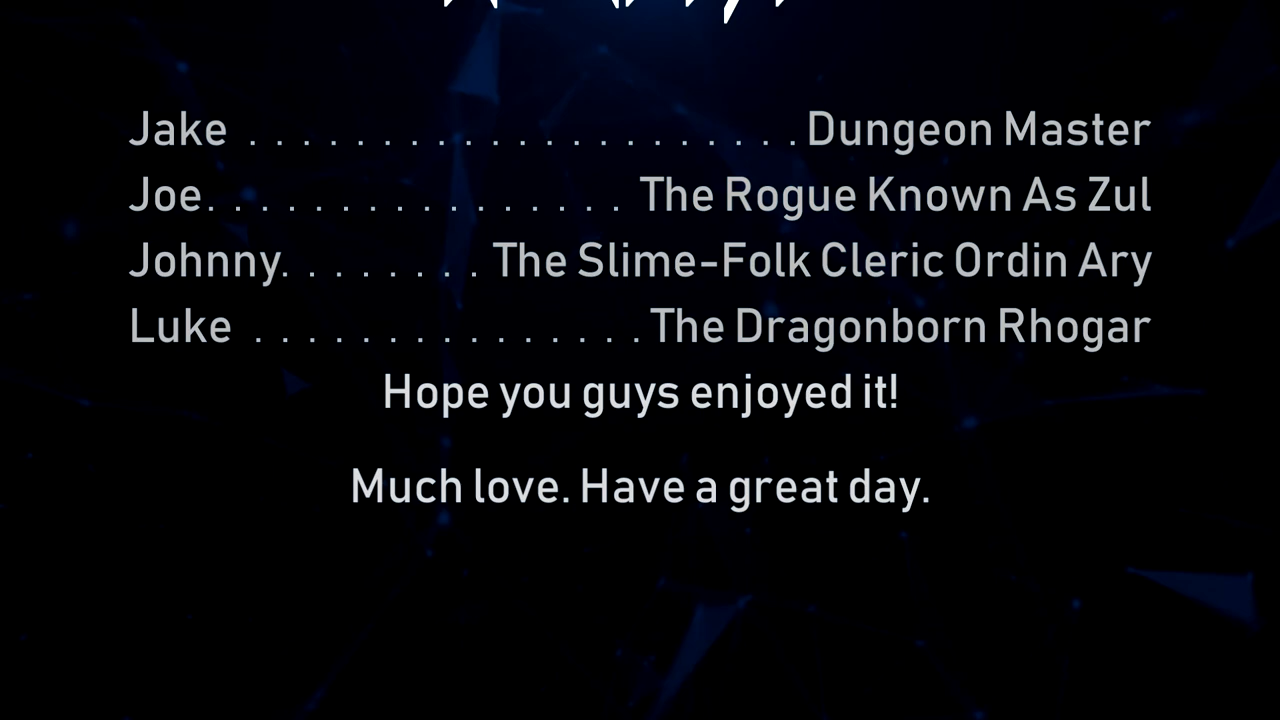 Jake . . . . . . . . . . . . . . . . . . . . . Dungeon Master
Joe. . . . . . . . . . . . . . . . The Rogue Known As Zul
Johnny. . . . . . . . The Slime-Folk Cleric Ordin Ary
Luke . . . . . . . . . . . . . . . The Dragonborn Rhogar
Hope you guys enjoyed it!
Much love. Have a great day.